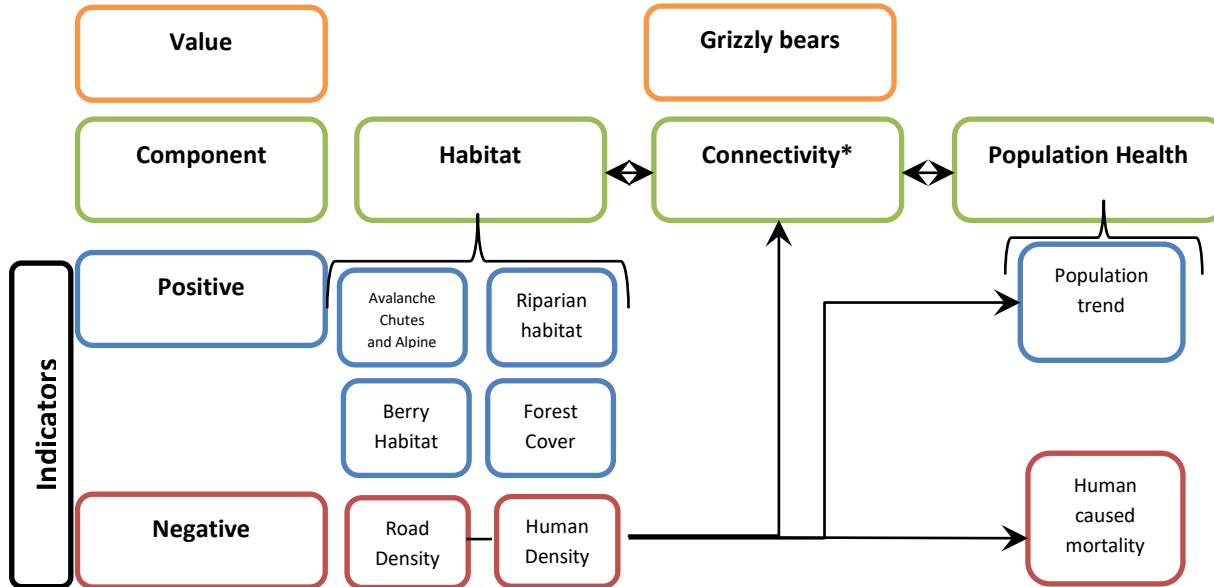 Value
Grizzly bears
Component
Habitat
Connectivity*
Population Health
Indicators
Positive
Avalanche
Chutes
and Alpine
Riparian
habitat
Population
trend
Berry
Habitat
Forest
Cover
Negative
Road
Density
Human
Density
Human
caused
mortality